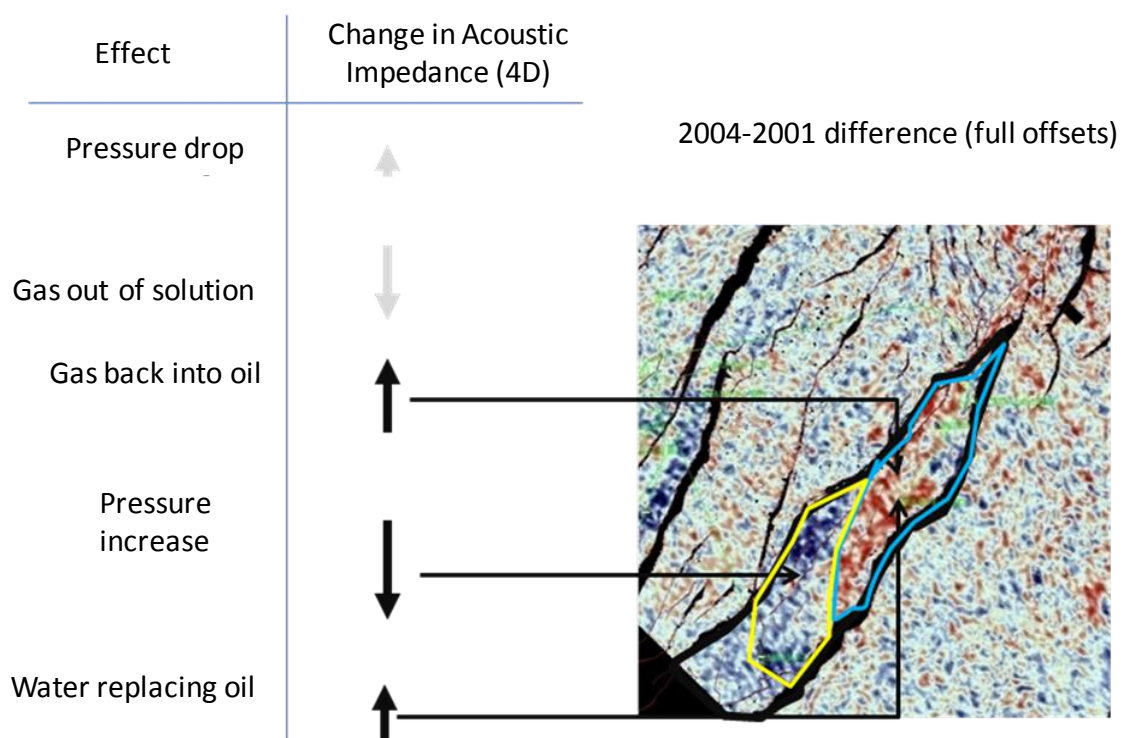 Effect
Change in Acoustic
Impedance (4D)
2004-2001 difference (full offsets)
Pressure drop
Gas out of solution
Gas back into oil
Pressure
increase
Water replacing oil